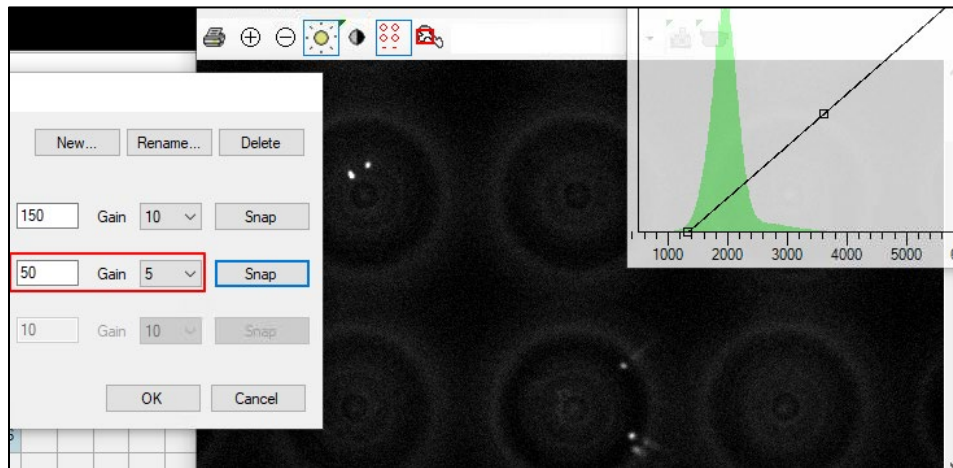 New... Rename... Delete
150 Gain 10 Snap
50 Gain 5 Snap
10 Gain 10 Snap
OK Cancel
1000 2000 3000 4000 5000